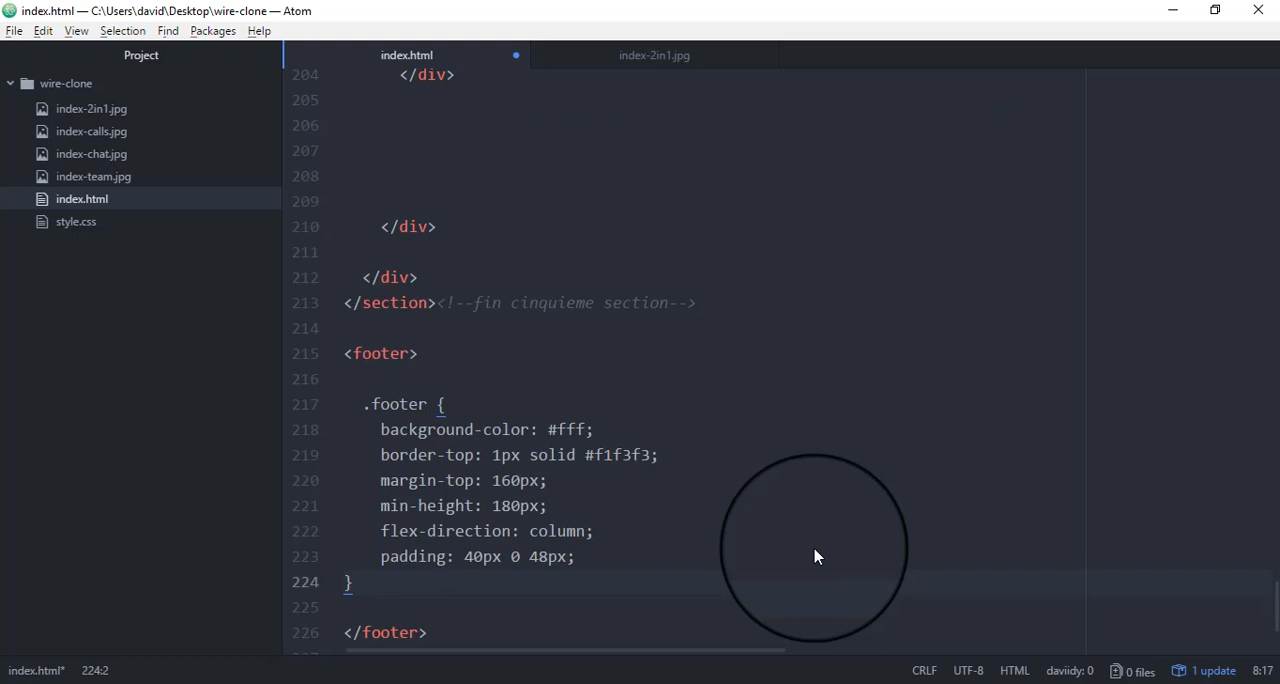 index.html — C:\Users\david\Desktop\wire-clone — Atom
File Edit View Selection Find Packages Help
Project
index.html
index-2in1.jpg
wire-clone
index-2in1.jpg
index-calls.jpg
index-chat.jpg
index-team.jpg
index.html
style.css
204 </div>
205
206
207
208
209
210 </div>
211
212 </div>
213 </section><!--fin cinquieme section-->
214
215 <footer>
216
217 .footer {
218 background-color: #fff;
219 border-top: 1px solid #f1f3f3;
220 margin-top: 160px;
221 min-height: 180px;
222 flex-direction: column;
223 padding: 40px 0 48px;
224 }
225
226 </footer>
index.html* 224:2 CRLF UTF-8 HTML daviidy: 0 0 files 1 update 8:17